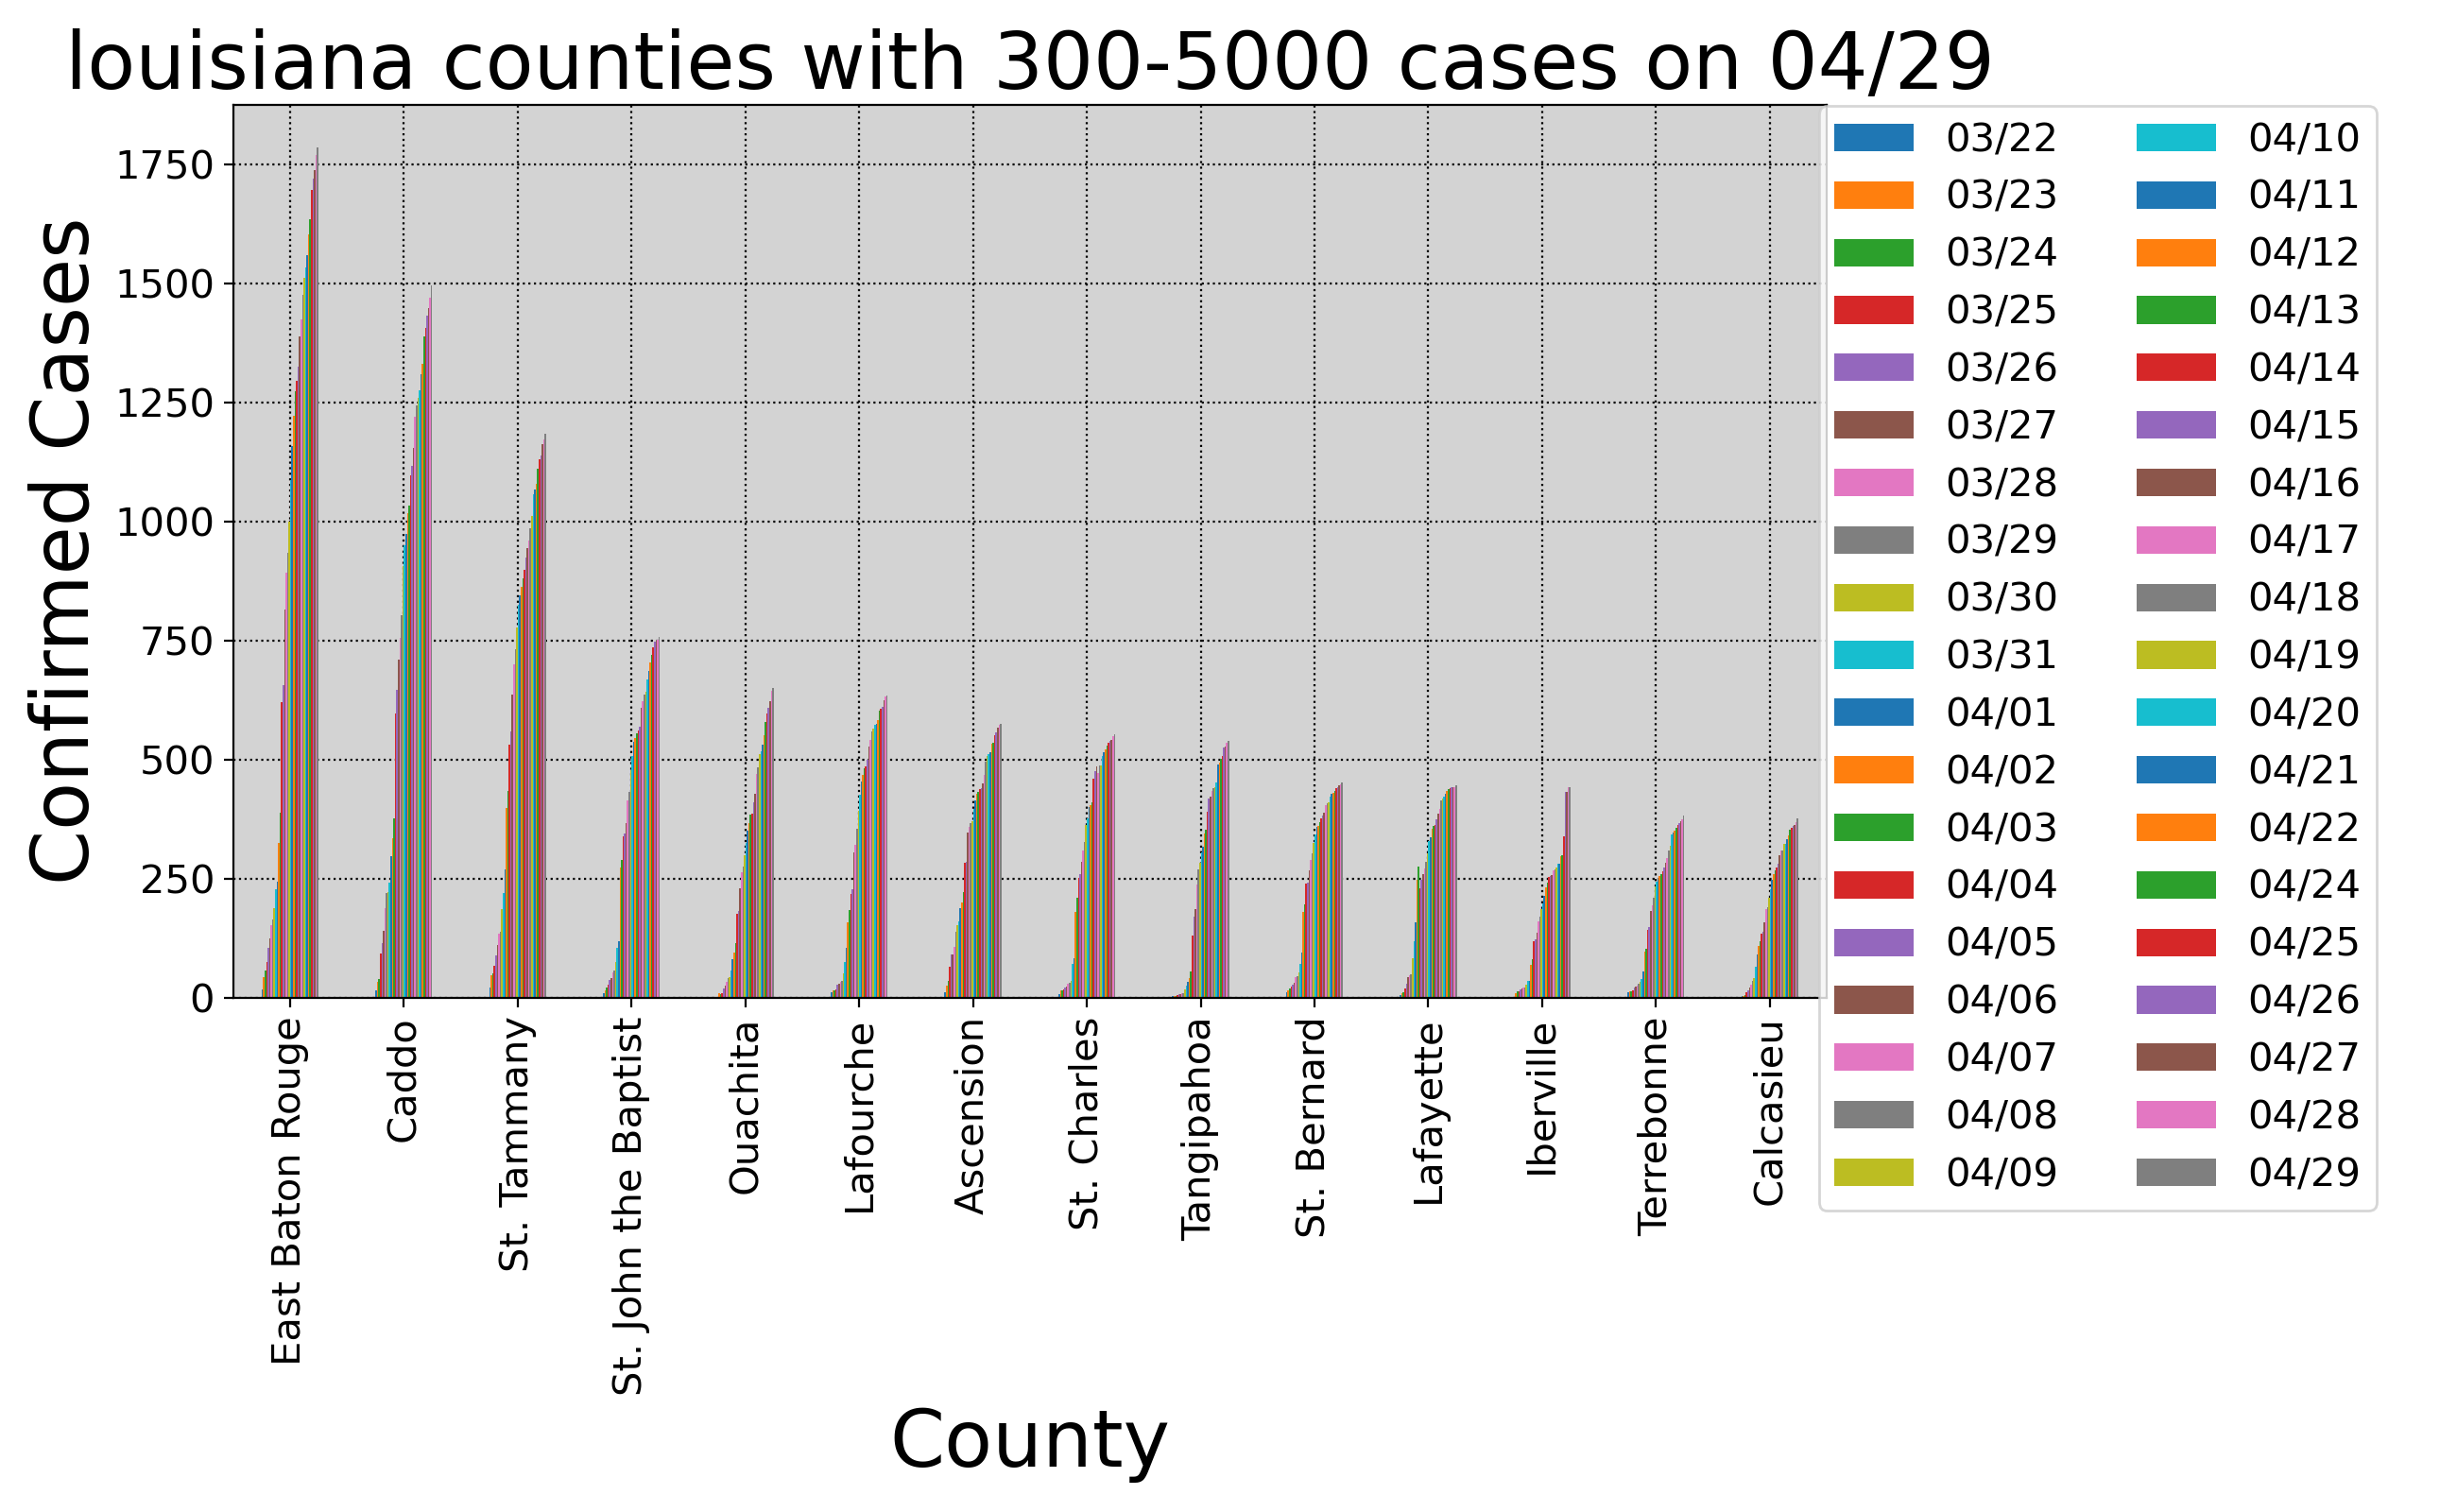 louisiana counties with 300-5000 cases on 04/29
Confirmed Cases
1750
1500
1250
1000
750
500
250
0
East Baton Rouge
Caddo
St. Tammany
St. John the Baptist
Ouachita
Lafourche
Ascension
St. Charles
Tangipahoa
St. Bernard
Lafayette
Iberville
Terrebonne
Calcasieu
County
03/22
03/23
03/24
03/25
03/26
03/27
03/28
03/29
03/30
03/31
04/01
04/02
04/03
04/04
04/05
04/06
04/07
04/08
04/09
04/10
04/11
04/12
04/13
04/14
04/15
04/16
04/17
04/18
04/19
04/20
04/21
04/22
04/24
04/25
04/26
04/27
04/28
04/29